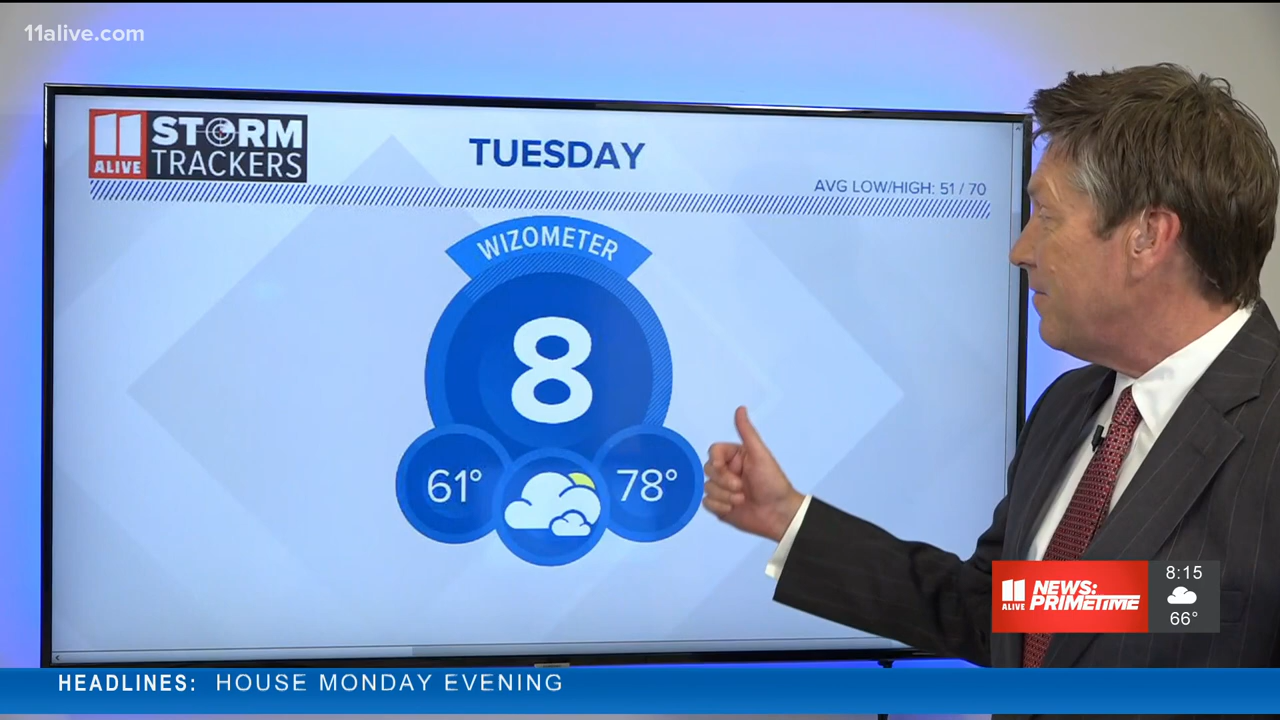 11alive.com
11 ALIVE
STORM TRACKERS
TUESDAY
AVG LOW/HIGH: 51 / 70
WIZOMETER
8
61°
78°
11 ALIVE
NEWS: PRIMETIME
8:15
66°
HEADLINES: HOUSE MONDAY EVENING